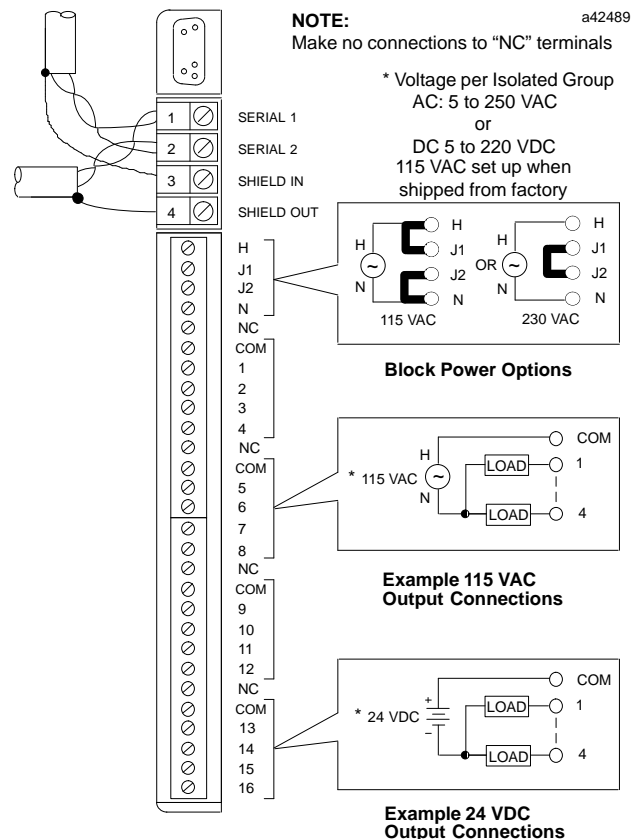 NOTE:
a42489
Make no connections to “NC” terminals
* Voltage per Isolated Group
AC: 5 to 250 VAC
or
DC 5 to 220 VDC
115 VAC set up when
shipped from factory
1 SERIAL 1
2 SERIAL 2
3 SHIELD IN
4 SHIELD OUT
H
J1
J2
N
NC
COM
1
2
3
4
NC
COM
5
6
7
8
NC
COM
9
10
11
12
NC
COM
13
14
15
16
H
H
J1
~
J2
N
N
115 VAC
OR
H
H
J1
~
J2
N
N
230 VAC
Block Power Options
COM
H
* 115 VAC ~
LOAD 1
N
LOAD 4
Example 115 VAC
Output Connections
COM
+
* 24 VDC
LOAD 1
−
LOAD 4
Example 24 VDC
Output Connections